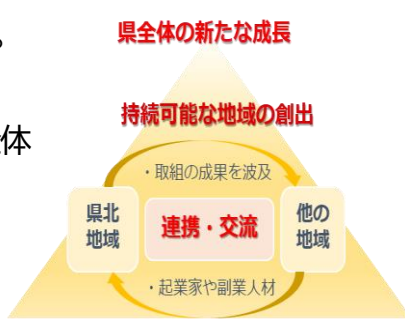 。
県全体の新たな成長
持続可能な地域の創出
体
・取組の成果を波及
県北
地域
連携・交流
他の
地域
・起業家や副業人材